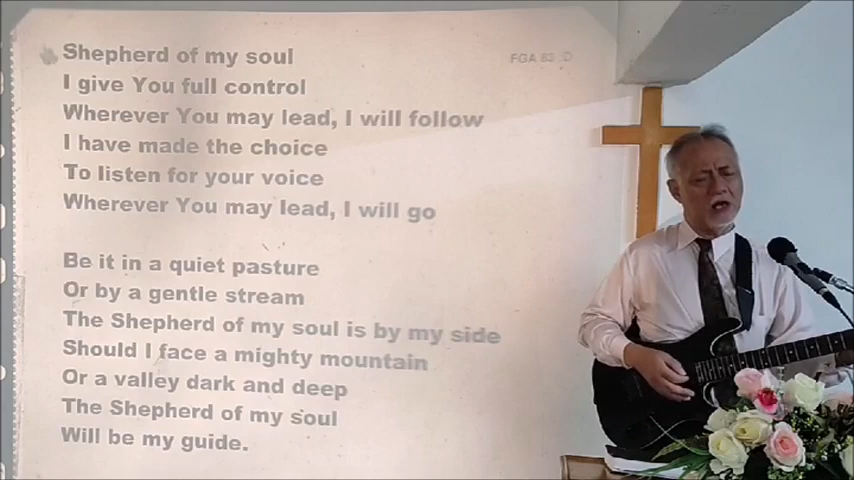 Shepherd of my soul
FGA 83 :D
I give You full control
Wherever You may lead, I will follow
I have made the choice
To listen for your voice
Wherever You may lead, I will go
Be it in a quiet pasture
Or by a gentle stream
The Shepherd of my soul is by my side
Should I face a mighty mountain
Or a valley dark and deep
The Shepherd of my soul
Will be my guide.